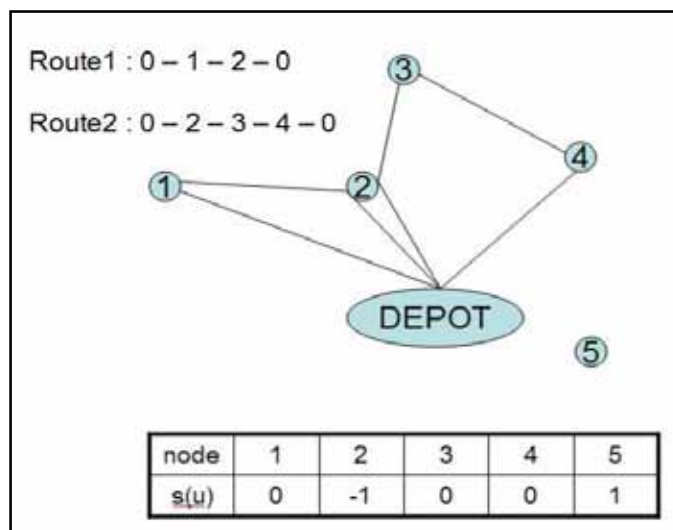 Route1 : 0 – 1 – 2 – 0
3
Route2 : 0 – 2 – 3 – 4 – 0
4
1
2
DEPOT
5
node 1 2 3 4 5
s(u) 0 -1 0 0 1